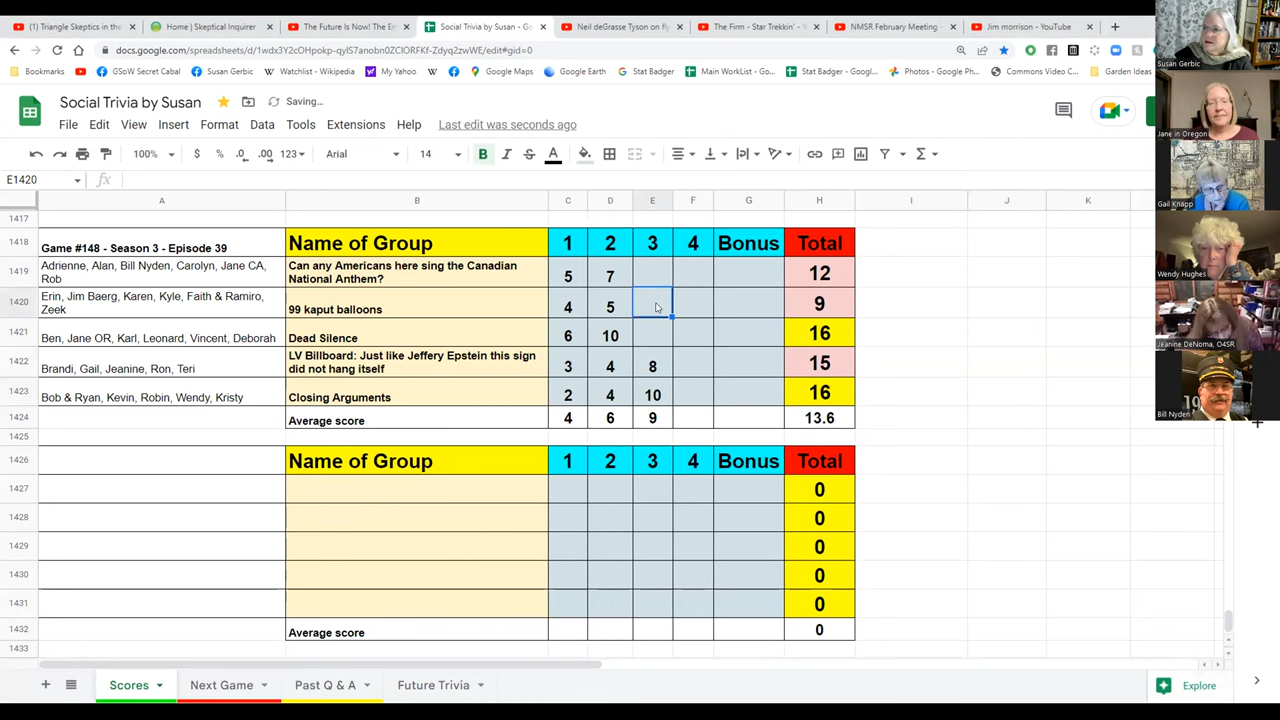 (1) Triangle Skeptics in the
Home | Skeptical Inquirer
The Future Is Now! The En
Social Trivia by Susan - Goo
Neil deGrasse Tyson on fly
The Firm - Star Trekkin' -
NMSR February Meeting -
Jim morrison - YouTube
Susan Gerbic
docs.google.com/spreadsheets/d/1wdx3Y2cOHpokp-qyIS7anobn0ZClORFKf-Zdyq2zwE/edit#gid=0
Bookmarks
GSoW Secret Cabal
Susan Gerbic
Watchlist - Wikipedia
My Yahoo
Google Maps
Google Earth
Stat Badger
Main WorkList - Go...
Stat Badger - Goog...
Photos - Google Ph...
Commons Video C...
Garden Ideas
Social Trivia by Susan
Saving...
File Edit View Insert Format Data Tools Extensions Help Last edit was seconds ago
Jane in Oregon
100% $ % .0 .00 123 Arial 14 B I S A
E1420 fx
A B C D E F G H I J K
Gail Knapp
1417
1418 Game #148 - Season 3 - Episode 39 Name of Group 1 2 3 4 Bonus Total
1419 Adrienne, Alan, Bill Nyden, Carolyn, Jane CA, Can any Americans here sing the Canadian 5 7 12
Rob National Anthem?
Wendy Hughes
1420 Erin, Jim Baerg, Karen, Kyle, Faith & Ramiro, 99 kaput balloons 4 5 9
Zeek
1421 Ben, Jane OR, Karl, Leonard, Vincent, Deborah Dead Silence 6 10 16
Jeanine DeNoma, O4SR
1422 Brandi, Gail, Jeanine, Ron, Teri LV Billboard: Just like Jeffery Epstein this sign 3 4 8 15
did not hang itself
1423 Bob & Ryan, Kevin, Robin, Wendy, Kristy Closing Arguments 2 4 10 16
Bill Nyden
1424 Average score 4 6 9 13.6
1425
1426 Name of Group 1 2 3 4 Bonus Total
1427 0
1428 0
1429 0
1430 0
1431 0
1432 Average score 0
1433
Scores Next Game Past Q & A Future Trivia Explore